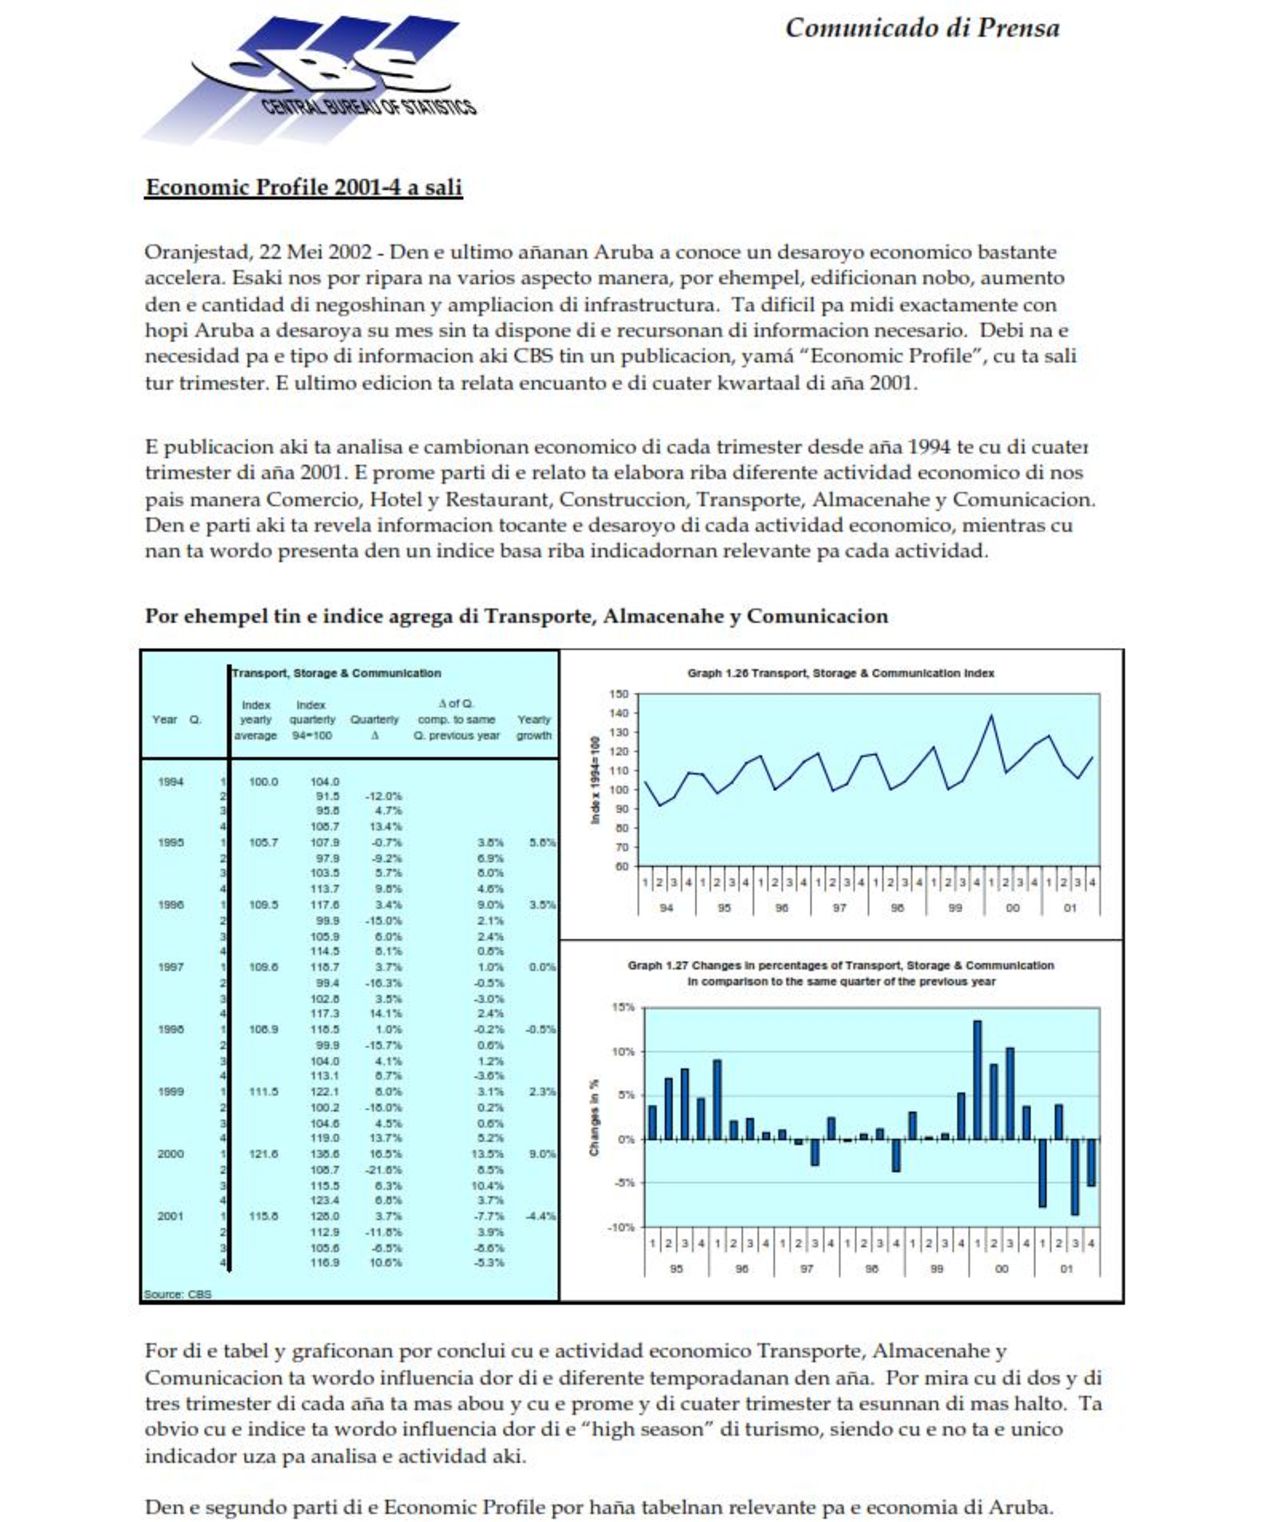 Comunicado di Prensa
CBS
CENTRAL BUREAU OF STATISTICS
Economic Profile 2001-4 a sali
Oranjestad, 22 Mei 2002 - Den e ultimo añanan Aruba a conoce un desaroyo economico bastante
accelera. Esaki nos por ripara na varios aspecto manera, por ehempel, edificionan nobo, aumento
den e cantidad di negoshinan y ampliacion di infrastructura.  Ta dificil pa midi exactamente con
hopi Aruba a desaroya su mes sin ta dispone di e recursonan di informacion necesario.  Debi na e
necesidad pa e tipo di informacion aki CBS tin un publicacion, yamá “Economic Profile”, cu ta sali
tur trimester. E ultimo edicion ta relata encuanto e di cuater kwartaal di aña 2001.
E publicacion aki ta analisa e cambionan economico di cada trimester desde aña 1994 te cu di cuater
trimester di aña 2001. E prome parti di e relato ta elabora riba diferente actividad economico di nos
pais manera Comercio, Hotel y Restaurant, Construccion, Transporte, Almacenahe y Comunicacion.
Den e parti aki ta revela informacion tocante e desaroyo di cada actividad economico, mientras cu
nan ta wordo presenta den un indice basa riba indicadornan relevante pa cada actividad.
Por ehempel tin e indice agrega di Transporte, Almacenahe y Comunicacion
Transport, Storage & Communication
Index Index Δ of Q.
Year Q. yearly quarterly Quarterly comp. to same Yearly
average 94=100 Δ Q. previous year growth
1994 1 100.0 104.0
2 91.5 -12.0%
3 95.8 4.7%
4 108.7 13.4%
1995 1 105.7 107.9 -0.7% 3.8% 5.6%
2 97.9 -9.2% 6.9%
3 103.5 5.7% 8.0%
4 113.7 9.8% 4.6%
1996 1 109.5 117.6 3.4% 9.0% 3.5%
2 99.9 -15.0% 2.1%
3 105.9 6.0% 2.4%
4 114.5 8.1% 0.8%
1997 1 109.6 118.7 3.7% 1.0% 0.0%
2 99.4 -16.3% -0.5%
3 102.8 3.5% -3.0%
4 117.3 14.1% 2.4%
1998 1 108.9 118.5 1.0% -0.2% -0.5%
2 99.9 -15.7% 0.6%
3 104.0 4.1% 1.2%
4 113.1 8.7% -3.6%
1999 1 111.5 122.1 8.0% 3.1% 2.3%
2 100.2 -18.0% 0.2%
3 104.6 4.5% 0.6%
4 119.0 13.7% 5.2%
2000 1 121.6 138.6 16.5% 13.5% 9.0%
2 108.7 -21.6% 8.5%
3 115.5 6.3% 10.4%
4 123.4 6.8% 3.7%
2001 1 115.8 128.0 3.7% -7.7% -4.4%
2 112.9 -11.8% 3.9%
3 105.6 -6.5% -8.6%
4 116.9 10.6% -5.3%
Source: CBS
Graph 1.26 Transport, Storage & Communication Index
Index 1994=100
150
140
130
120
110
100
90
80
70
60
1 2 3 4 1 2 3 4 1 2 3 4 1 2 3 4 1 2 3 4 1 2 3 4 1 2 3 4 1 2 3 4
94 95 96 97 98 99 00 01
Graph 1.27 Changes in percentages of Transport, Storage & Communication
in comparison to the same quarter of the previous year
Changes in %
15%
10%
5%
0%
-5%
-10%
1 2 3 4 1 2 3 4 1 2 3 4 1 2 3 4 1 2 3 4 1 2 3 4 1 2 3 4
95 96 97 98 99 00 01
For di e tabel y graficonan por conclui cu e actividad economico Transporte, Almacenahe y
Comunicacion ta wordo influencia dor di e diferente temporadanan den aña.  Por mira cu di dos y di
tres trimester di cada aña ta mas abou y cu e prome y di cuater trimester ta esunnan di mas halto.  Ta
obvio cu e indice ta wordo influencia dor di e “high season” di turismo, siendo cu e no ta e unico
indicador uza pa analisa e actividad aki.
Den e segundo parti di e Economic Profile por haña tabelnan relevante pa e economia di Aruba.